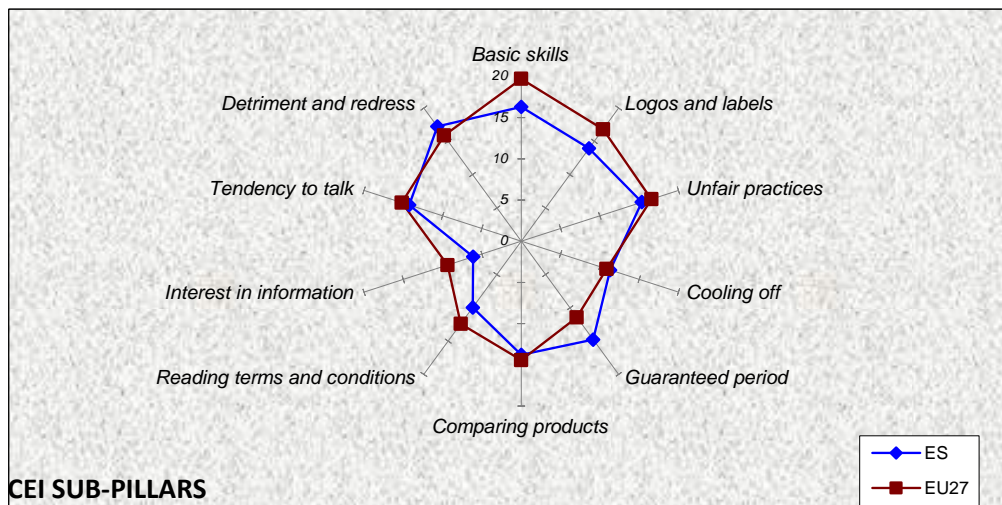 Basic skills
20
Detriment and redress
Logos and labels
15
10
Tendency to talk
Unfair practices
5
0
Interest in information
Cooling off
Reading terms and conditions
Guaranteed period
Comparing products
ES
EU27
CEI SUB-PILLARS